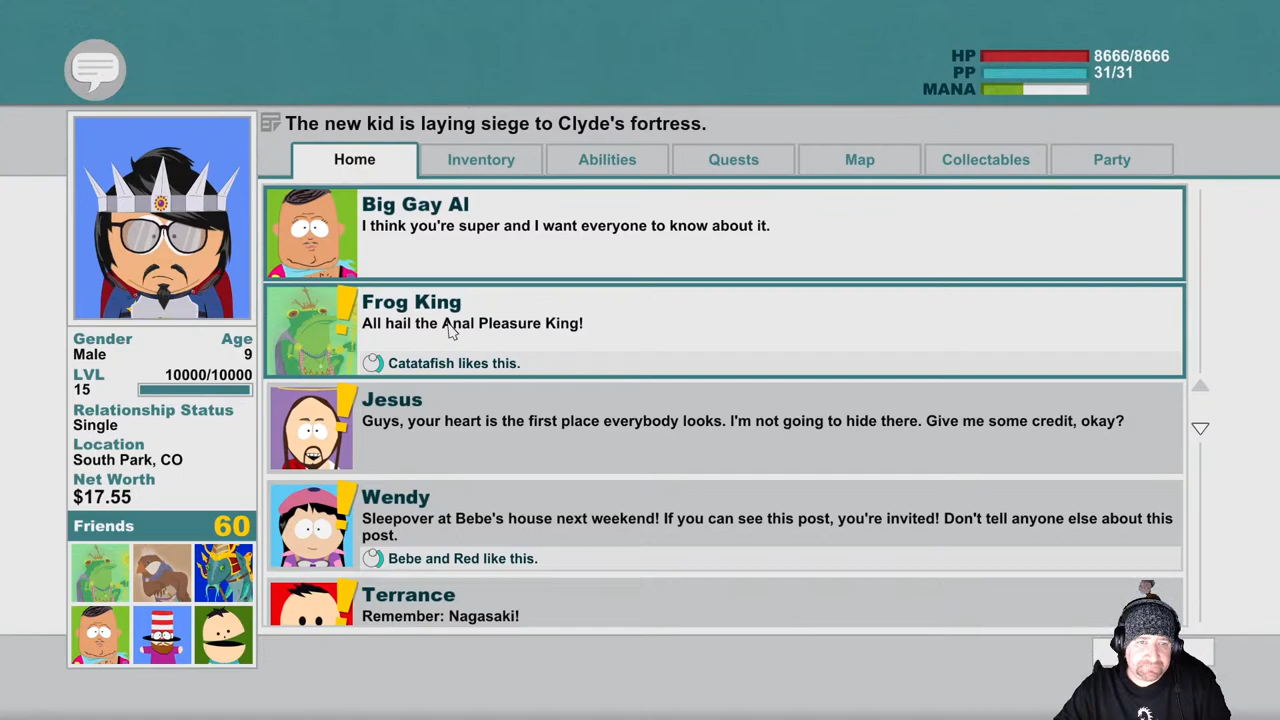 HP 8666/8666
PP 31/31
MANA
The new kid is laying siege to Clyde's fortress.
Home Inventory Abilities Quests Map Collectables Party
Big Gay Al
I think you're super and I want everyone to know about it.
Frog King
All hail the Anal Pleasure King!
Catatafish likes this.
Jesus
Guys, your heart is the first place everybody looks. I'm not going to hide there. Give me some credit, okay?
Wendy
Sleepover at Bebe's house next weekend! If you can see this post, you're invited! Don't tell anyone else about this
post.
Bebe and Red like this.
Terrance
Remember: Nagasaki!
Gender Age
Male 9
LVL 10000/10000
15
Relationship Status
Single
Location
South Park, CO
Net Worth
$17.55
Friends 60